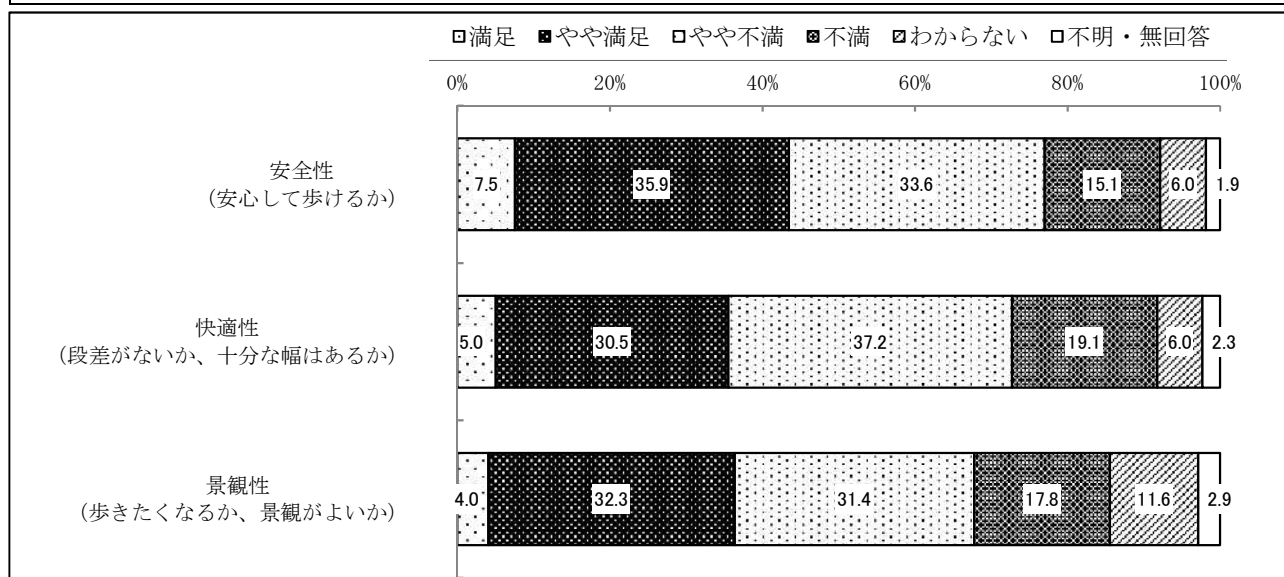 満足 やや満足 やや不満 不満 わからない 不明・無回答
0% 20% 40% 60% 80% 100%
安全性
（安心して歩けるか）
7.5 35.9 33.6 15.1 6.0 1.9
快適性
（段差がないか、十分な幅はあるか）
5.0 30.5 37.2 19.1 6.0 2.3
景観性
（歩きたくなるか、景観がよいか）
4.0 32.3 31.4 17.8 11.6 2.9